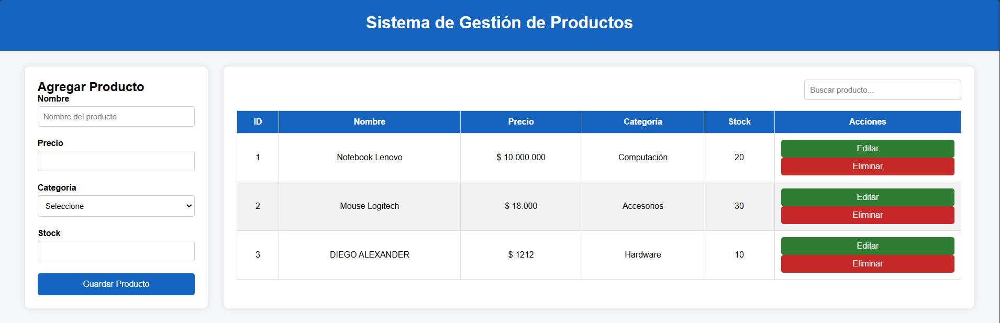 Sistema de Gestión de Productos
Agregar Producto
Nombre
Nombre del producto
Precio
Categoría
Seleccione
Stock
Guardar Producto
Buscar producto...
ID Nombre Precio Categoría Stock Acciones
1 Notebook Lenovo $ 10.000.000 Computación 20 Editar
Eliminar
2 Mouse Logitech $ 18.000 Accesorios 30 Editar
Eliminar
3 DIEGO ALEXANDER $ 1212 Hardware 10 Editar
Eliminar